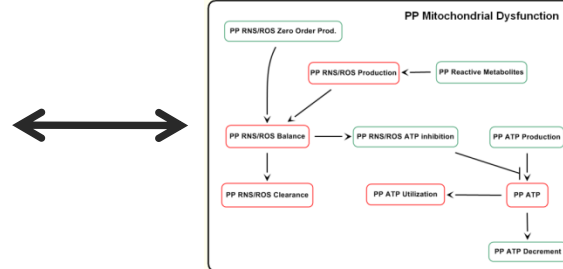 PP Mitochondrial Dysfunction
PP RNS/ROS Zero Order Prod.
PP RNS/ROS Production
PP Reactive Metabolites
PP RNS/ROS Balance
PP RNS/ROS ATP inhibition
PP ATP Production
PP RNS/ROS Clearance
PP ATP Utilization
PP ATP
PP ATP Decrement